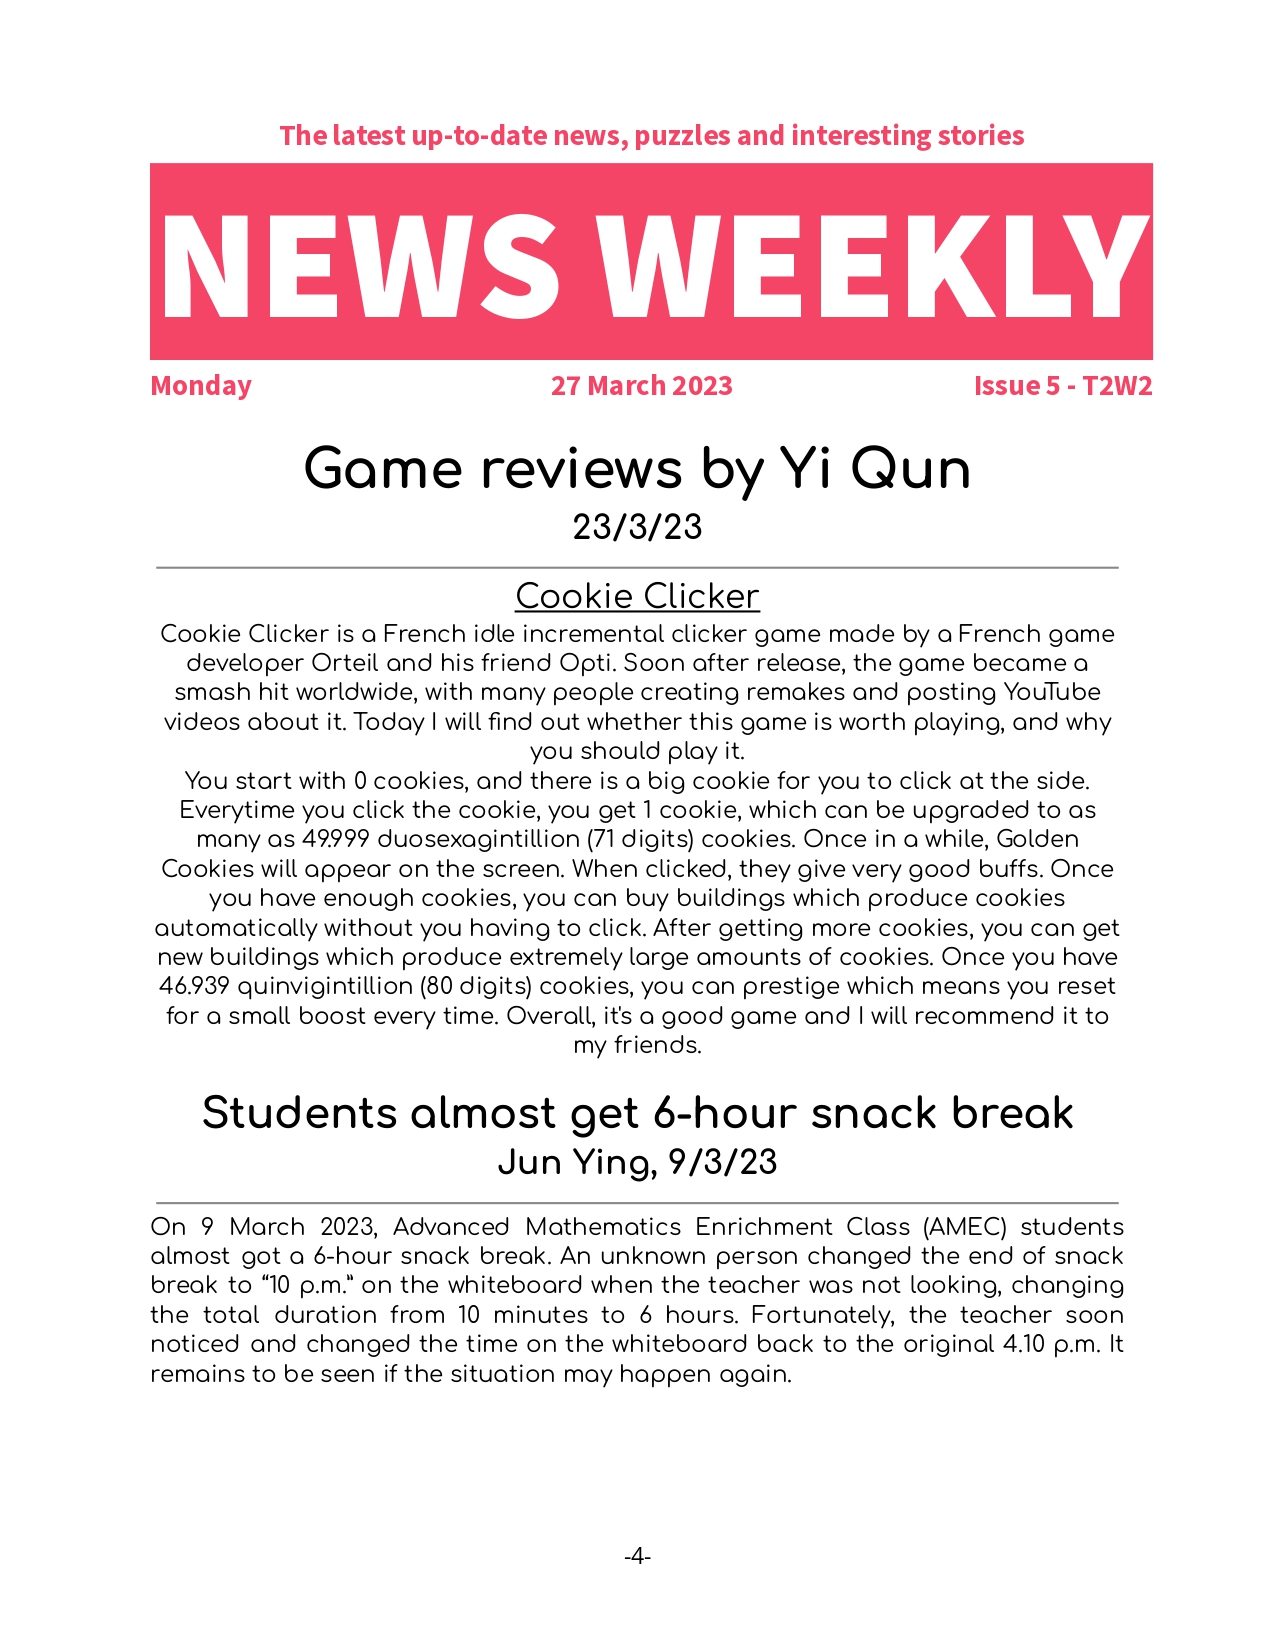 The latest up-to-date news, puzzles and interesting stories
NEWS WEEKLY
Monday 27 March 2023 Issue 5 - T2W2
Game reviews by Yi Qun
23/3/23
Cookie Clicker
Cookie Clicker is a French idle incremental clicker game made by a French game
developer Orteil and his friend Opti. Soon after release, the game became a
smash hit worldwide, with many people creating remakes and posting YouTube
videos about it. Today I will find out whether this game is worth playing, and why
you should play it.
You start with 0 cookies, and there is a big cookie for you to click at the side.
Everytime you click the cookie, you get 1 cookie, which can be upgraded to as
many as 49.999 duosexagintillion (71 digits) cookies. Once in a while, Golden
Cookies will appear on the screen. When clicked, they give very good buffs. Once
you have enough cookies, you can buy buildings which produce cookies
automatically without you having to click. After getting more cookies, you can get
new buildings which produce extremely large amounts of cookies. Once you have
46.939 quinvigintillion (80 digits) cookies, you can prestige which means you reset
for a small boost every time. Overall, it's a good game and I will recommend it to
my friends.
Students almost get 6-hour snack break
Jun Ying, 9/3/23
On 9 March 2023, Advanced Mathematics Enrichment Class (AMEC) students
almost got a 6-hour snack break. An unknown person changed the end of snack
break to “10 p.m.” on the whiteboard when the teacher was not looking, changing
the total duration from 10 minutes to 6 hours. Fortunately, the teacher soon
noticed and changed the time on the whiteboard back to the original 4.10 p.m. It
remains to be seen if the situation may happen again.
-4-